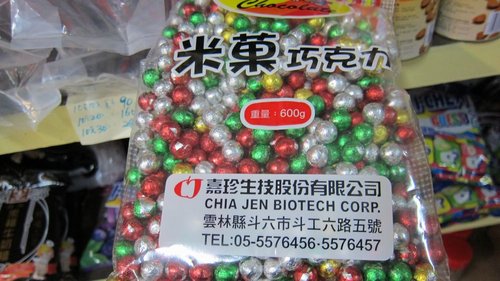 Chocolate
米菓巧克力
重量：600g
嘉珍生技股份有限公司
CHIA JEN BIOTECH CORP.
雲林縣斗六市斗工六路五號
TEL:05-5576456-5576457